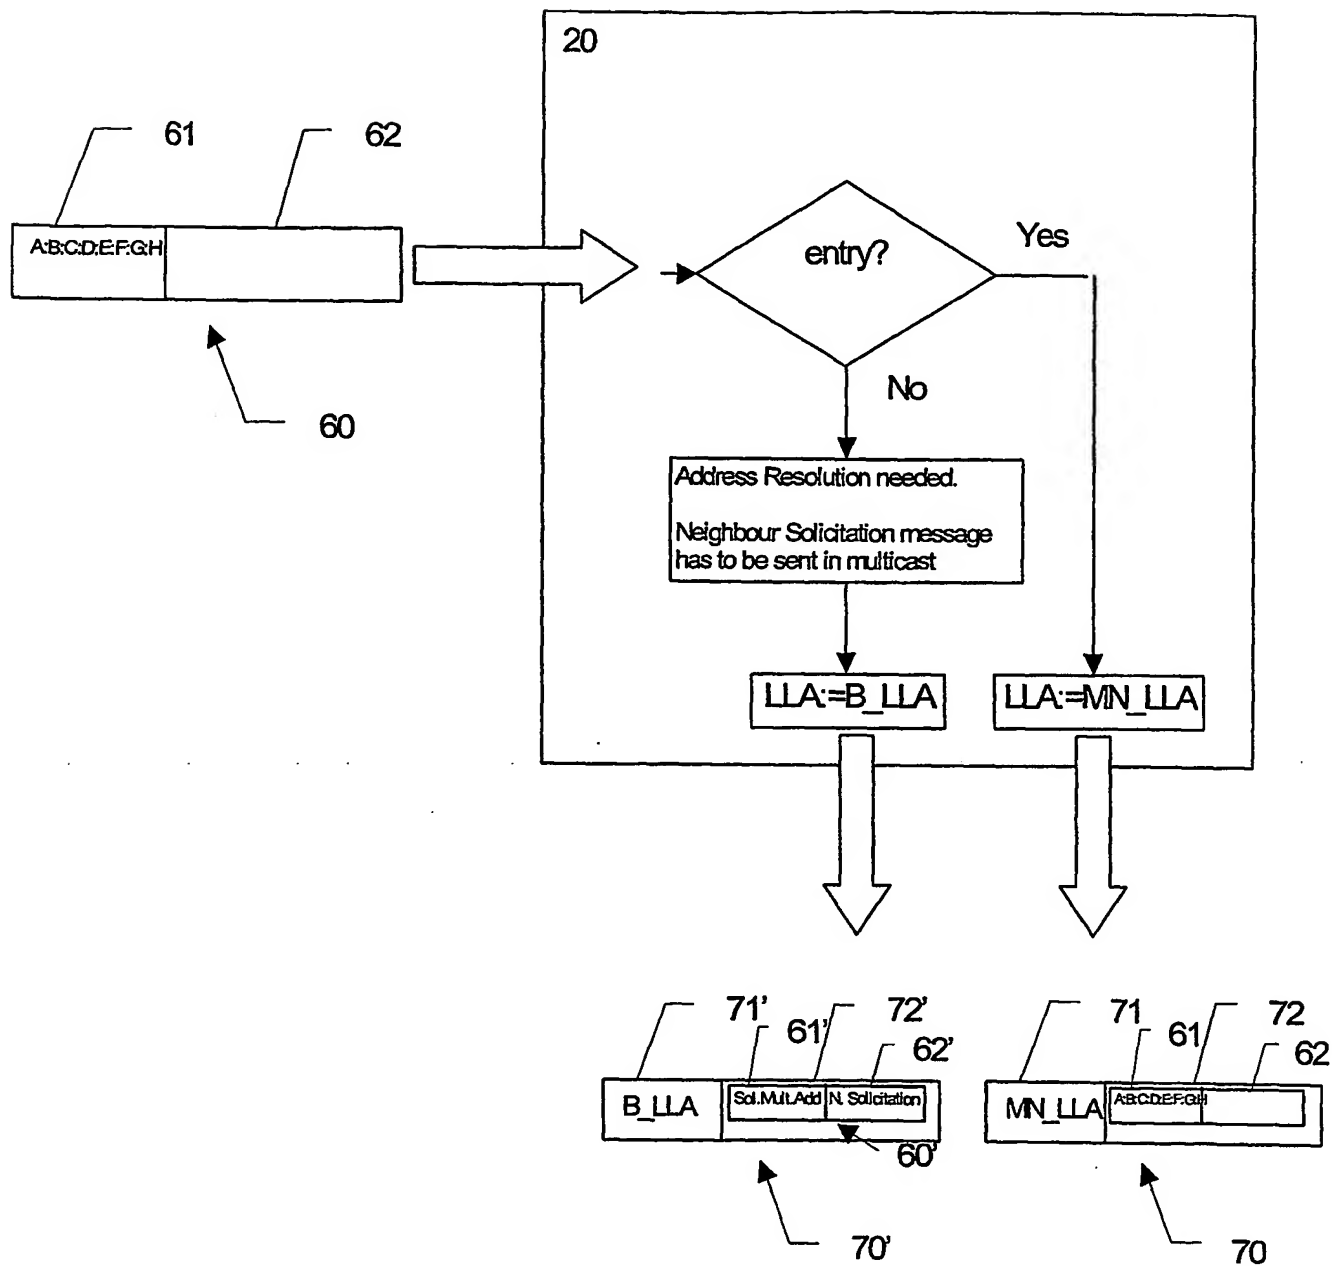 20
61
62
A:B:C:D:E:F:G:H
60
entry?
Yes
No
Address Resolution needed.
Neighbour Solicitation message
has to be sent in multicast
LLA:=B_LLA
LLA:=MN_LLA
71'
61'
72'
62'
B_LLA
Sol.Mult.Add
N. Solicitation
60'
70'
71
61
72
62
MN_LLA
A:B:C:D:E:F:G:H
70